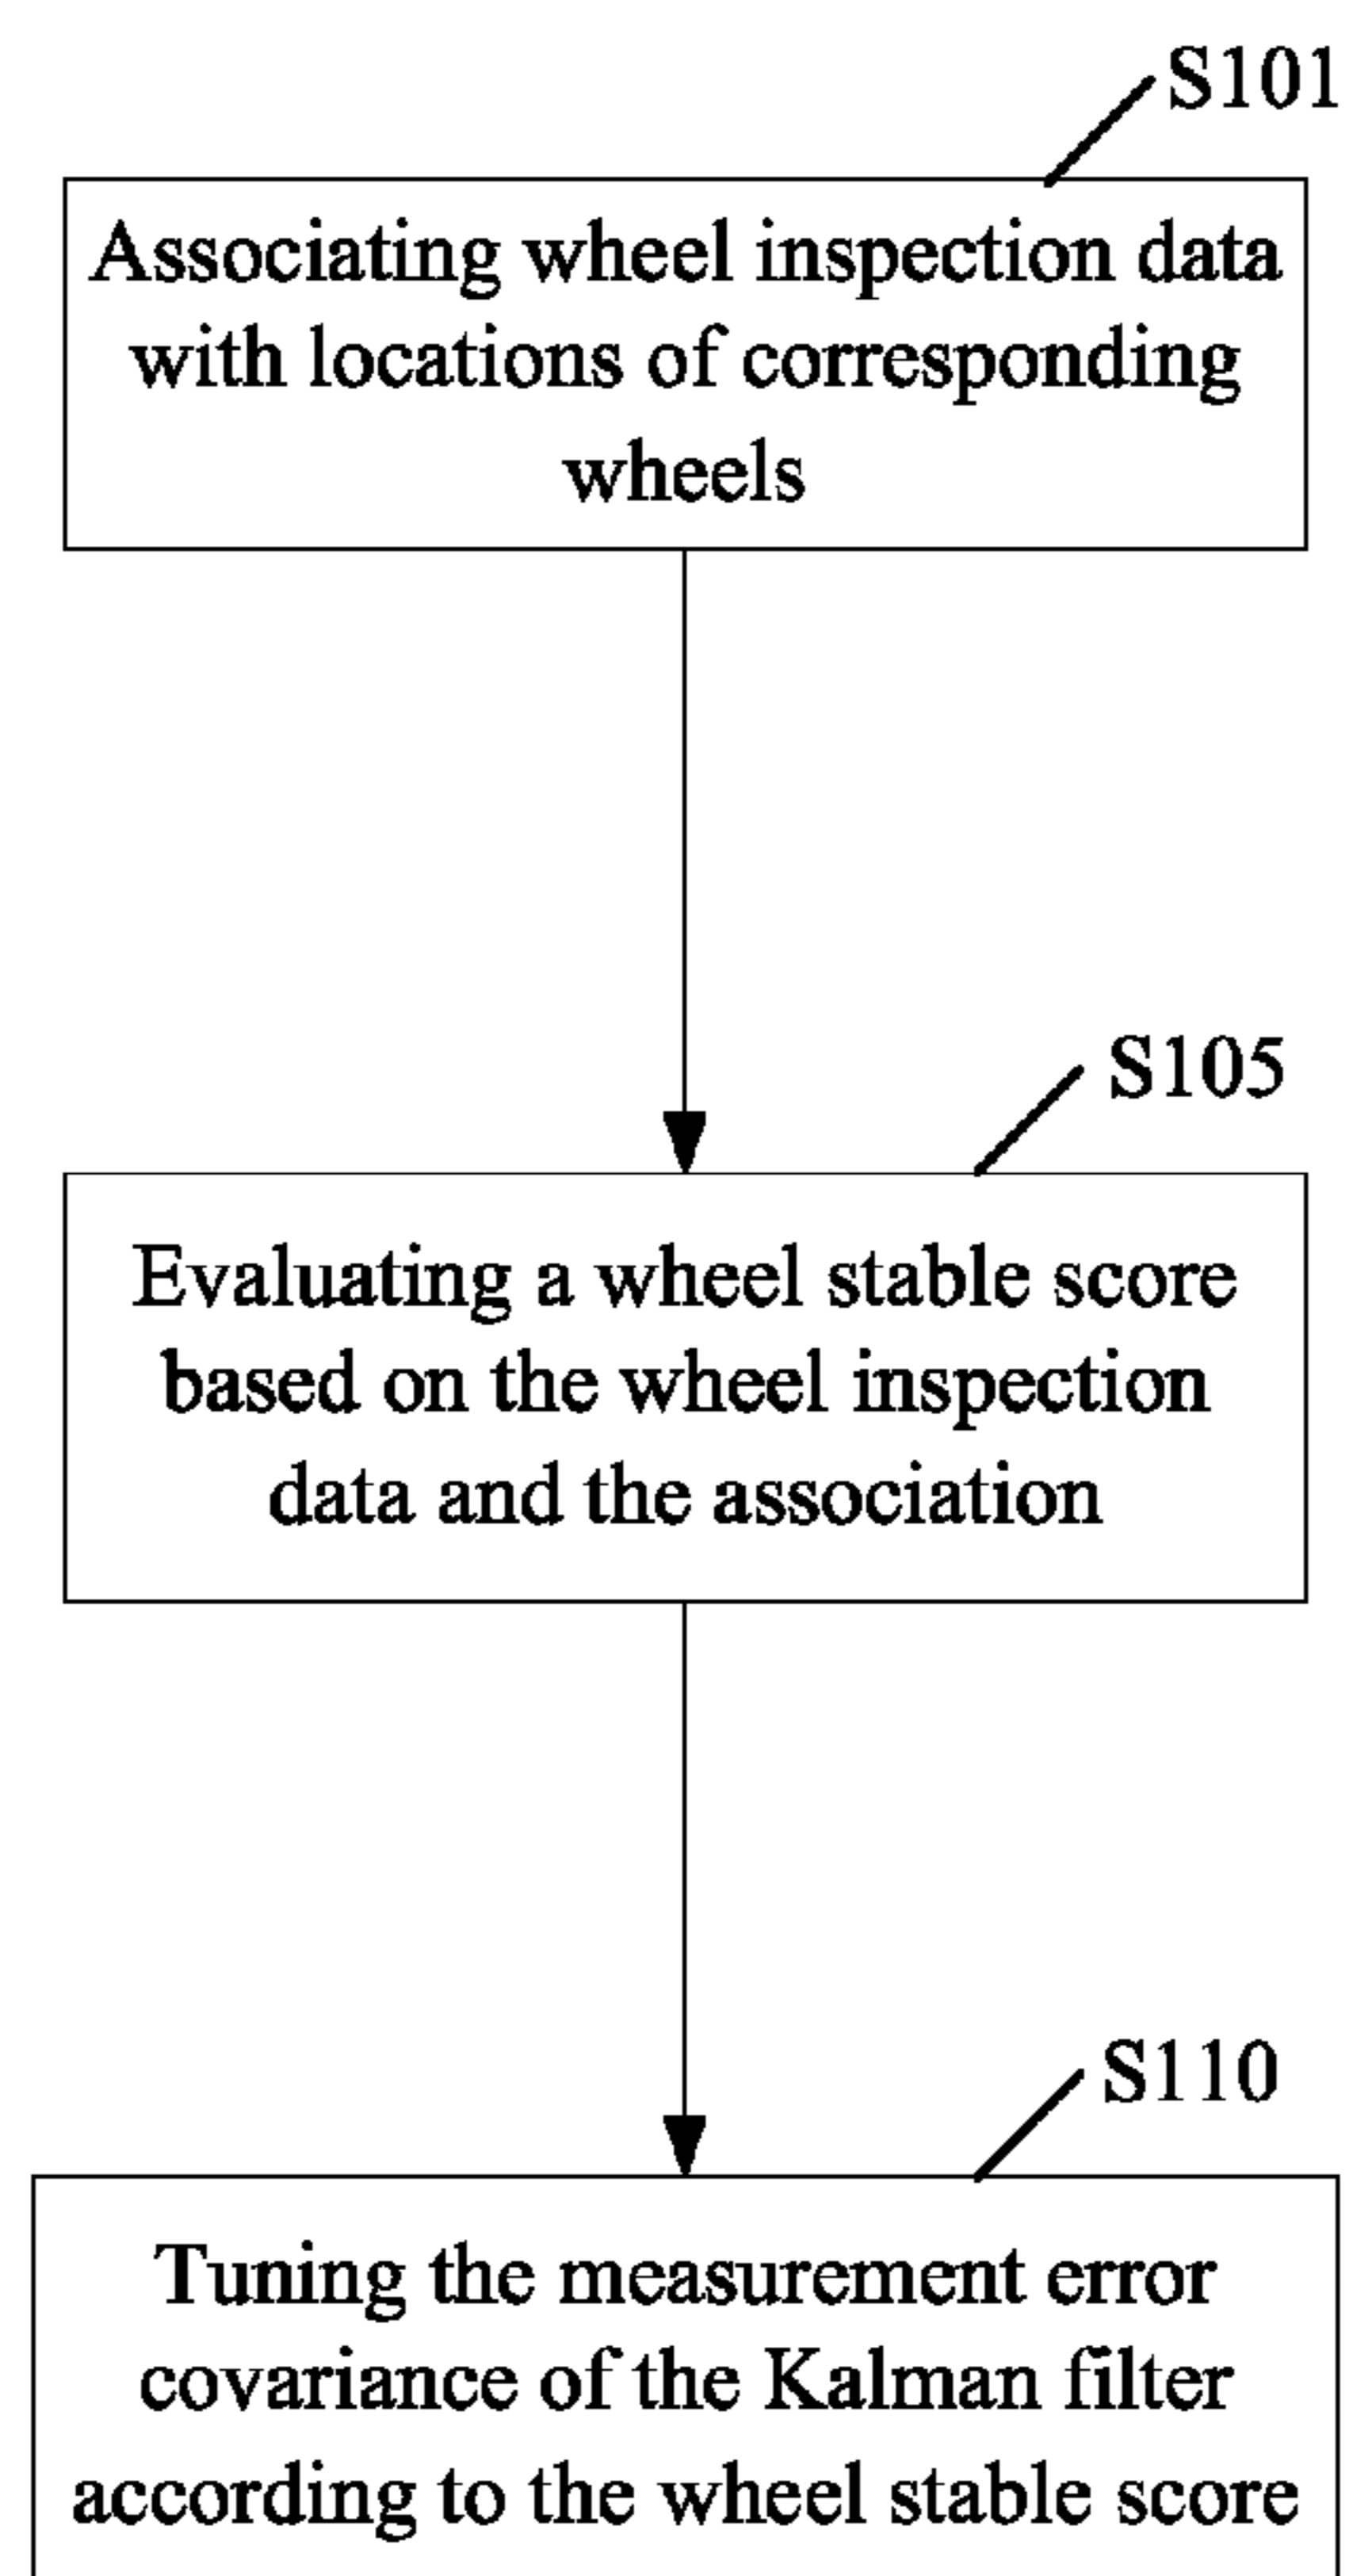 S101
Associating wheel inspection data
with locations of corresponding
wheels
S105
Evaluating a wheel stable score
based on the wheel inspection
data and the association
S110
Tuning the measurement error
covariance of the Kalman filter
according to the wheel stable score